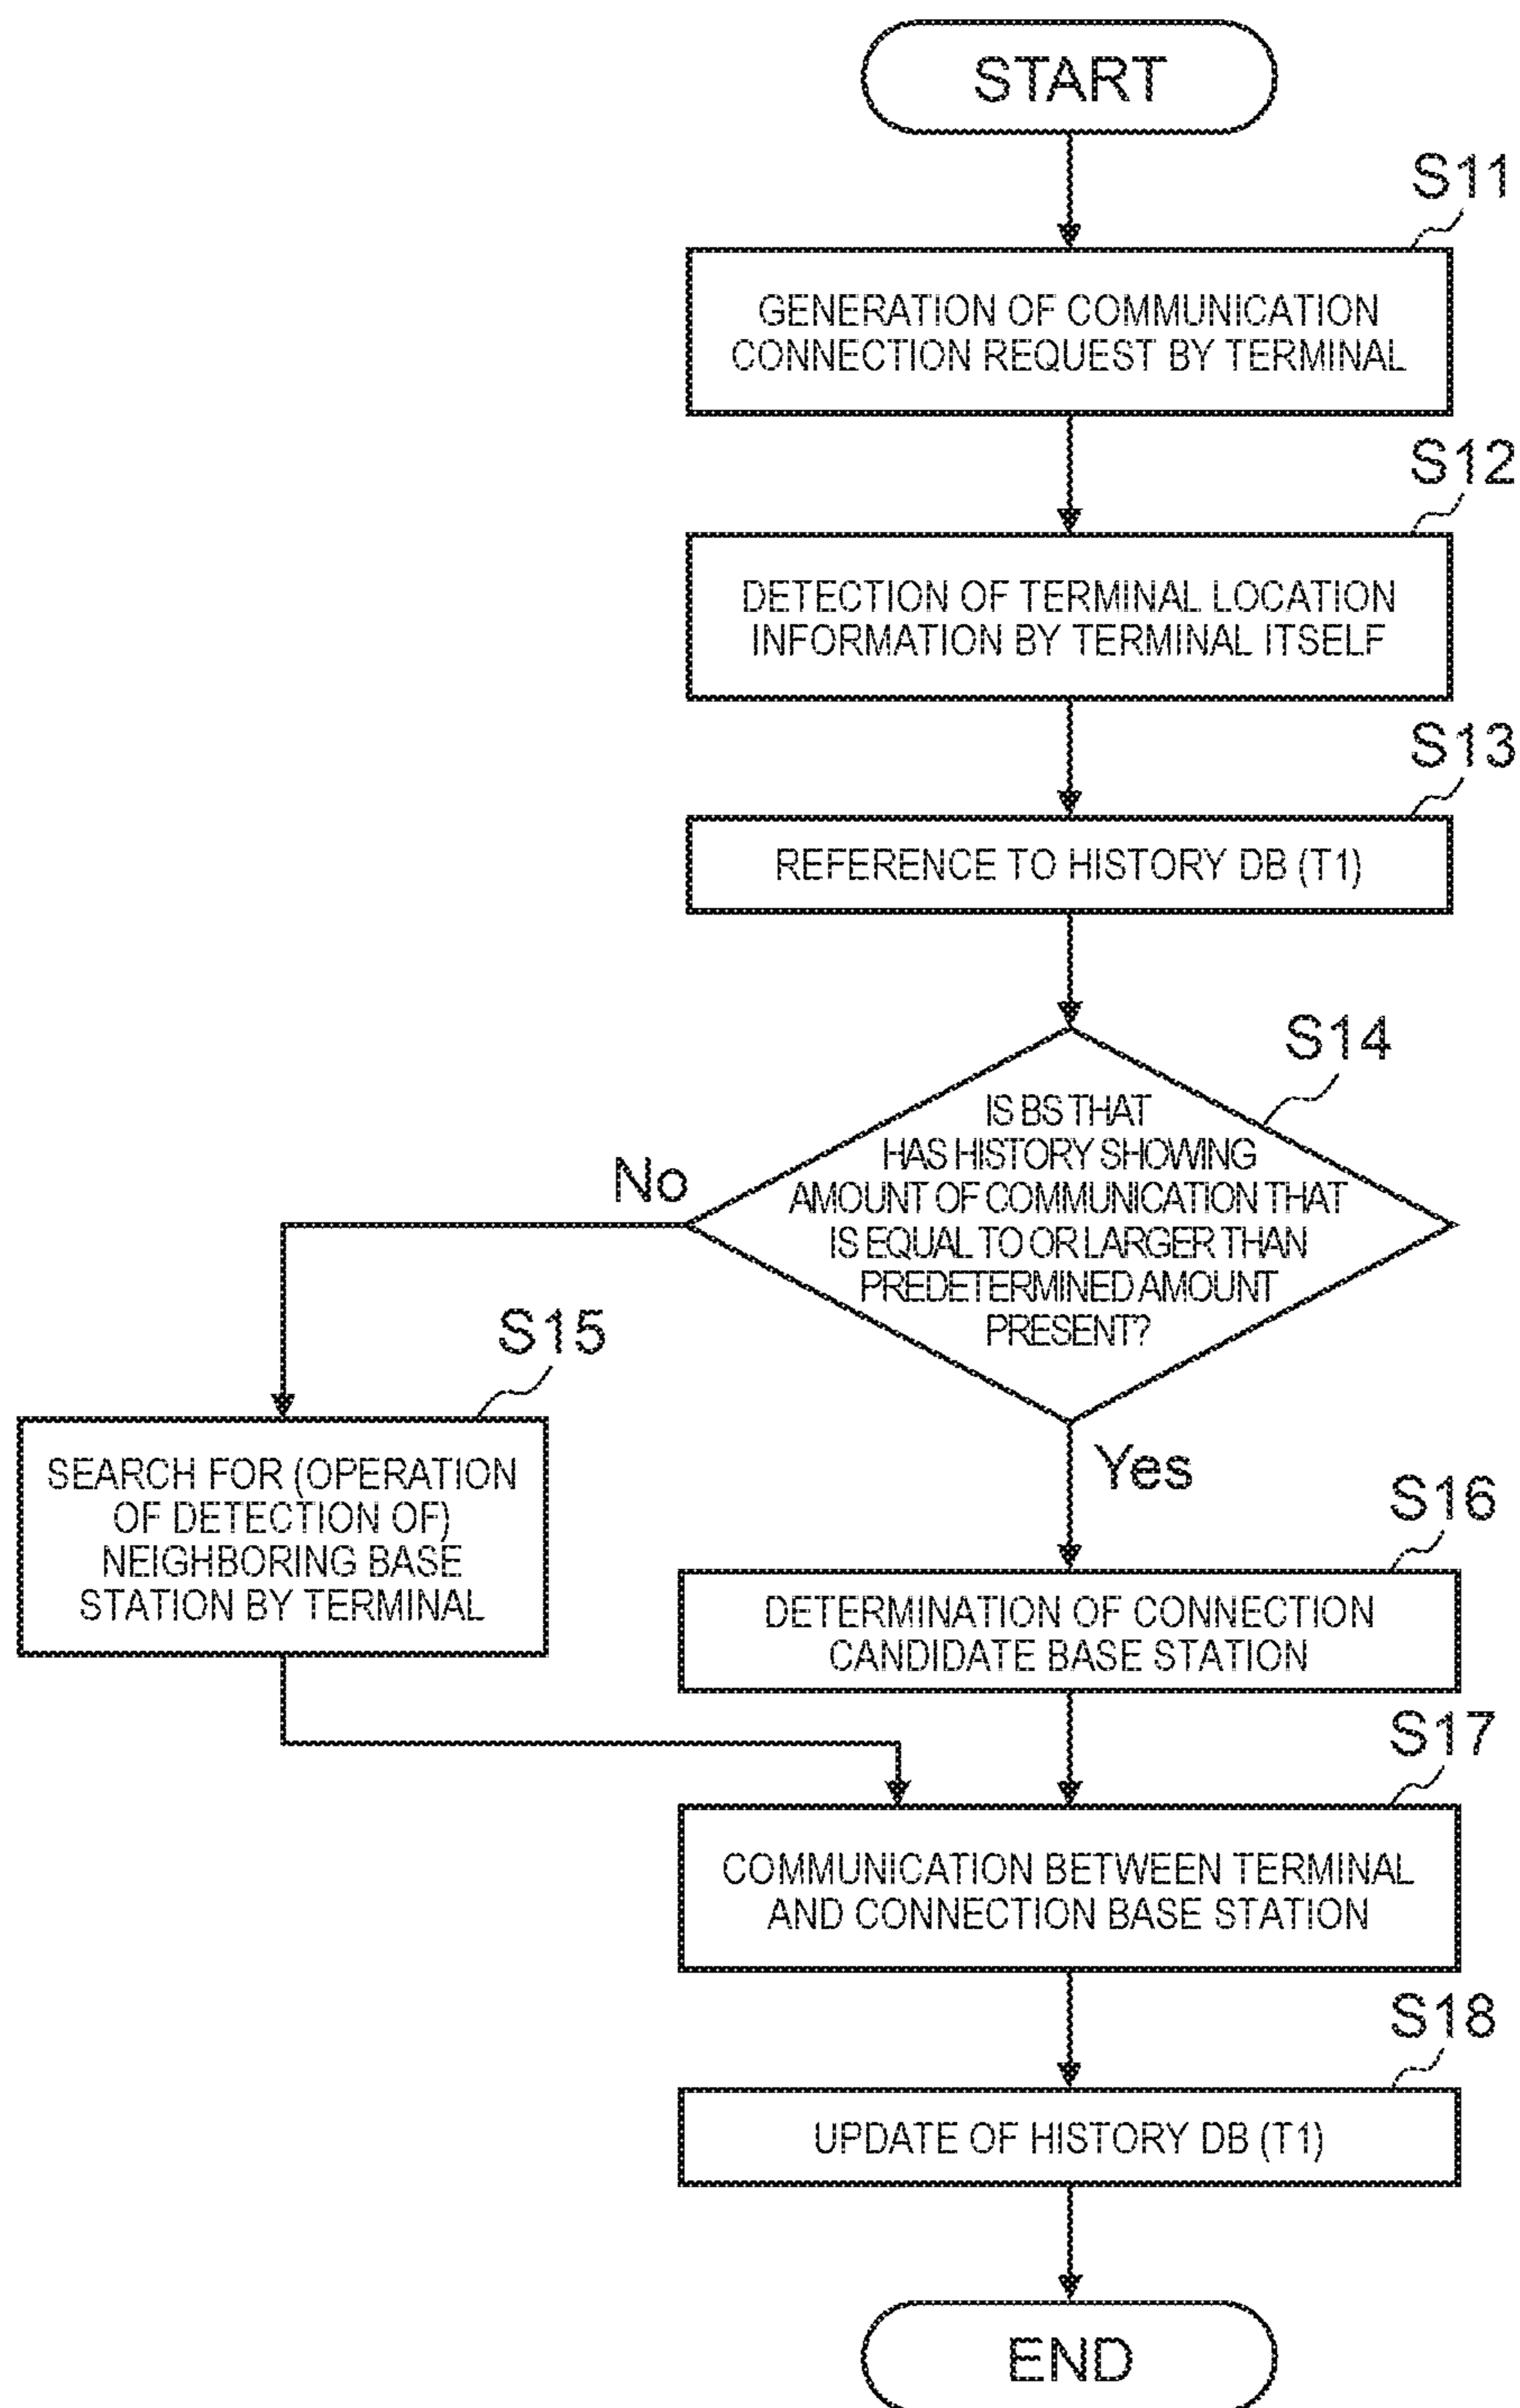 START
S11
GENERATION OF COMMUNICATION
CONNECTION REQUEST BY TERMINAL
S12
DETECTION OF TERMINAL LOCATION
INFORMATION BY TERMINAL ITSELF
S13
REFERENCE TO HISTORY DB (T1)
S14
IS BS THAT
HAS HISTORY SHOWING
AMOUNT OF COMMUNICATION THAT
IS EQUAL TO OR LARGER THAN
PREDETERMINED AMOUNT
PRESENT?
No
Yes
S15
SEARCH FOR (OPERATION
OF DETECTION OF)
NEIGHBORING BASE
STATION BY TERMINAL
S16
DETERMINATION OF CONNECTION
CANDIDATE BASE STATION
S17
COMMUNICATION BETWEEN TERMINAL
AND CONNECTION BASE STATION
S18
UPDATE OF HISTORY DB (T1)
END